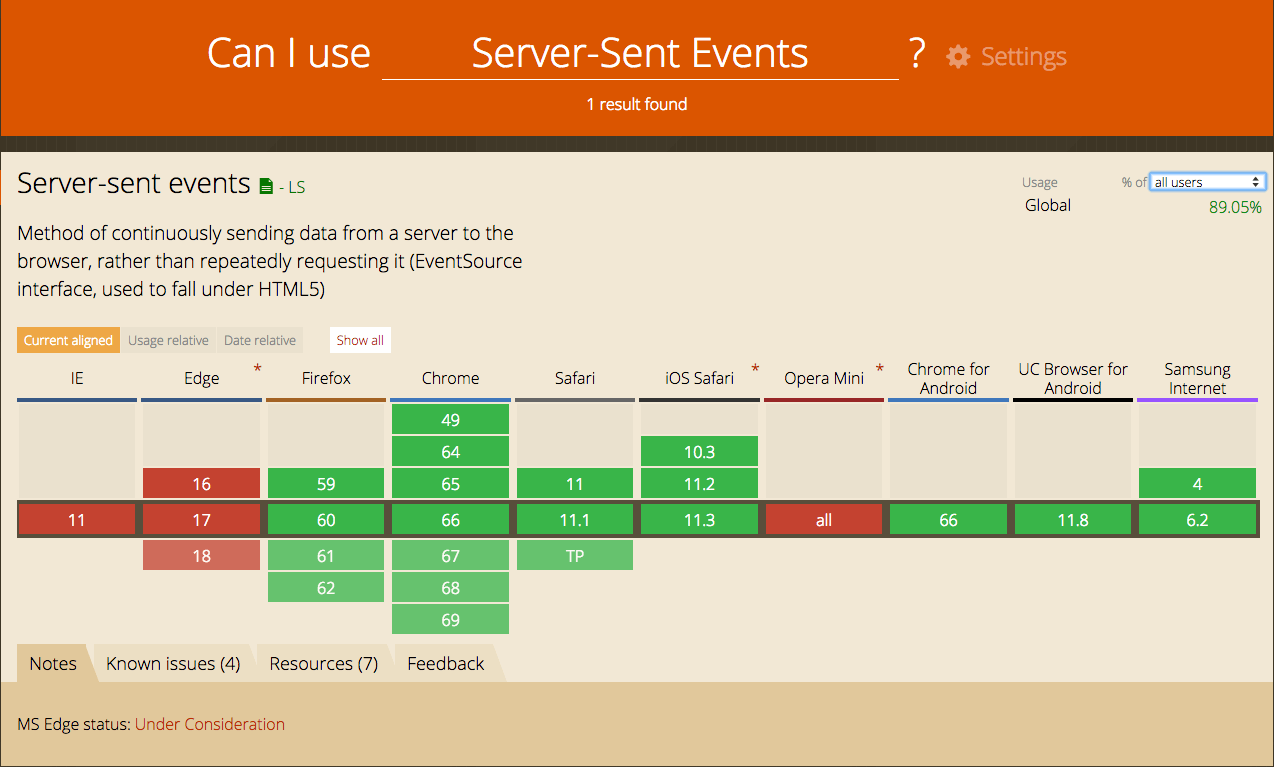 Can I use Server-Sent Events ? Settings
1 result found
Server-sent events - LS
Usage % of all users
Global 89.05%
Method of continuously sending data from a server to the
browser, rather than repeatedly requesting it (EventSource
interface, used to fall under HTML5)
Current aligned Usage relative Date relative Show all
IE Edge * Firefox Chrome Safari iOS Safari * Opera Mini * Chrome for Android UC Browser for Android Samsung Internet
49
64 10.3
16 59 65 11 11.2 4
11 17 60 66 11.1 11.3 all 66 11.8 6.2
18 61 67 TP
62 68
69
Notes Known issues (4) Resources (7) Feedback
MS Edge status: Under Consideration